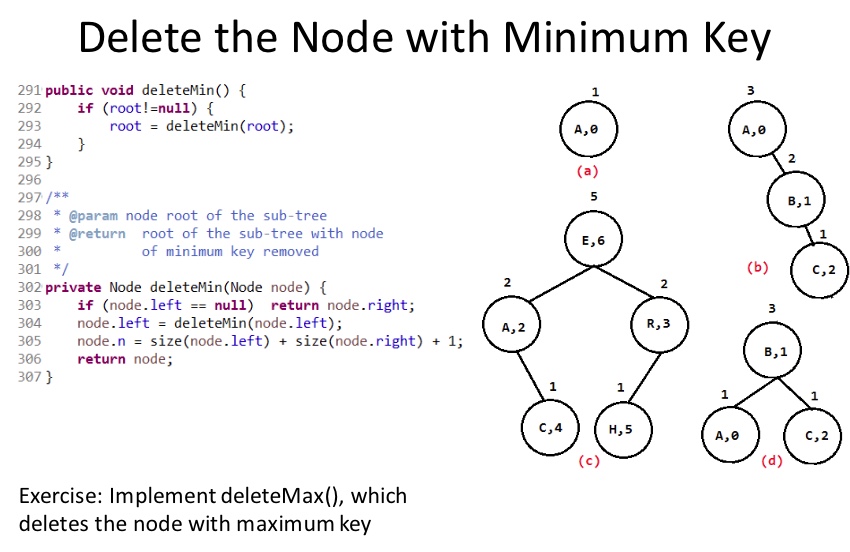 Delete the Node with Minimum Key
291 public void deleteMin() {
292     if (root!=null) {
293         root = deleteMin(root);
294     }
295 }
296
297 /**
298  * @param node root of the sub-tree
299  * @return  root of the sub-tree with node
300  *          of minimum key removed
301  */
302 private Node deleteMin(Node node) {
303     if (node.left == null)  return node.right;
304     node.left = deleteMin(node.left);
305     node.n = size(node.left) + size(node.right) + 1;
306     return node;
307 }
1
A,0
(a)
3
A,0
2
B,1
1
C,2
(b)
5
E,6
2
A,2
2
R,3
1
C,4
1
H,5
(c)
3
B,1
1
A,0
1
C,2
(d)
Exercise: Implement deleteMax(), which
deletes the node with maximum key